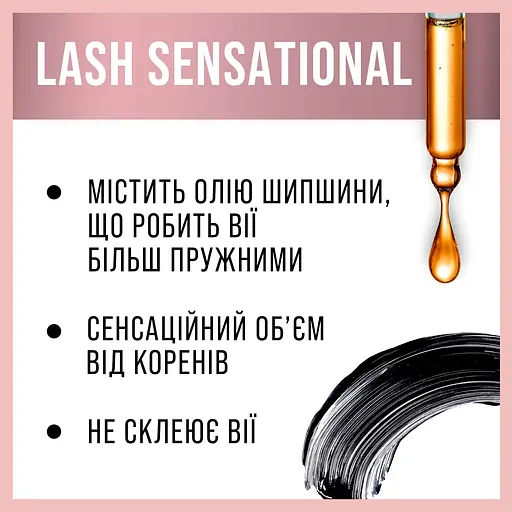 LASH SENSATIONAL
● МІСТИТЬ ОЛІЮ ШИПШИНИ,
ЩО РОБИТЬ ВІЇ
БІЛЬШ ПРУЖНИМИ
● СЕНСАЦІЙНИЙ ОБ’ЄМ
ВІД КОРЕНІВ
● НЕ СКЛЕЮЄ ВІЇ